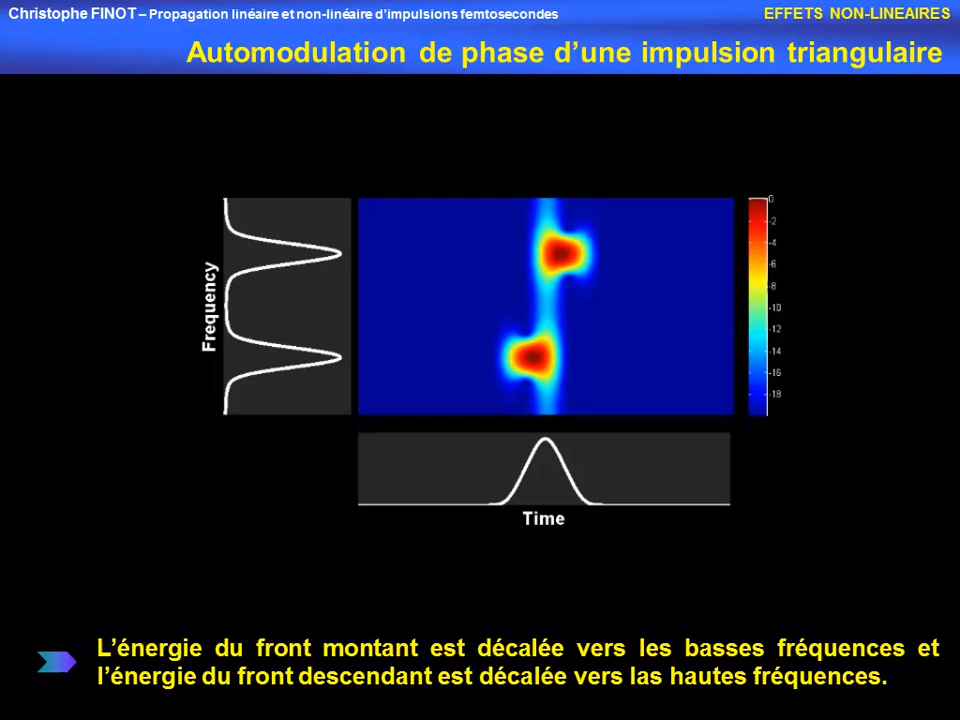 Christophe FINOT – Propagation linéaire et non-linéaire d’impulsions femtosecondes
EFFETS NON-LINEAIRES
Automodulation de phase d’une impulsion triangulaire
Frequency
0
-2
-4
-6
-8
-10
-12
-14
-16
-18
Time
L’énergie du front montant est décalée vers les basses fréquences et
l’énergie du front descendant est décalée vers las hautes fréquences.